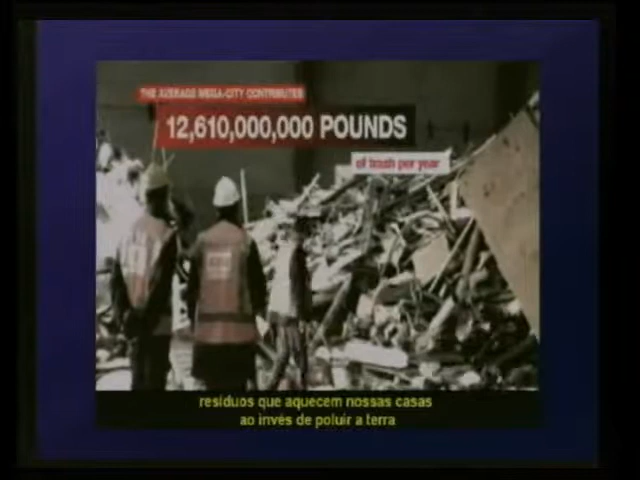 THE AVERAGE MEGA-CITY CONTRIBUTES
12,610,000,000 POUNDS
of trash per year
resíduos que aquecem nossas casas
ao invés de poluir a terra